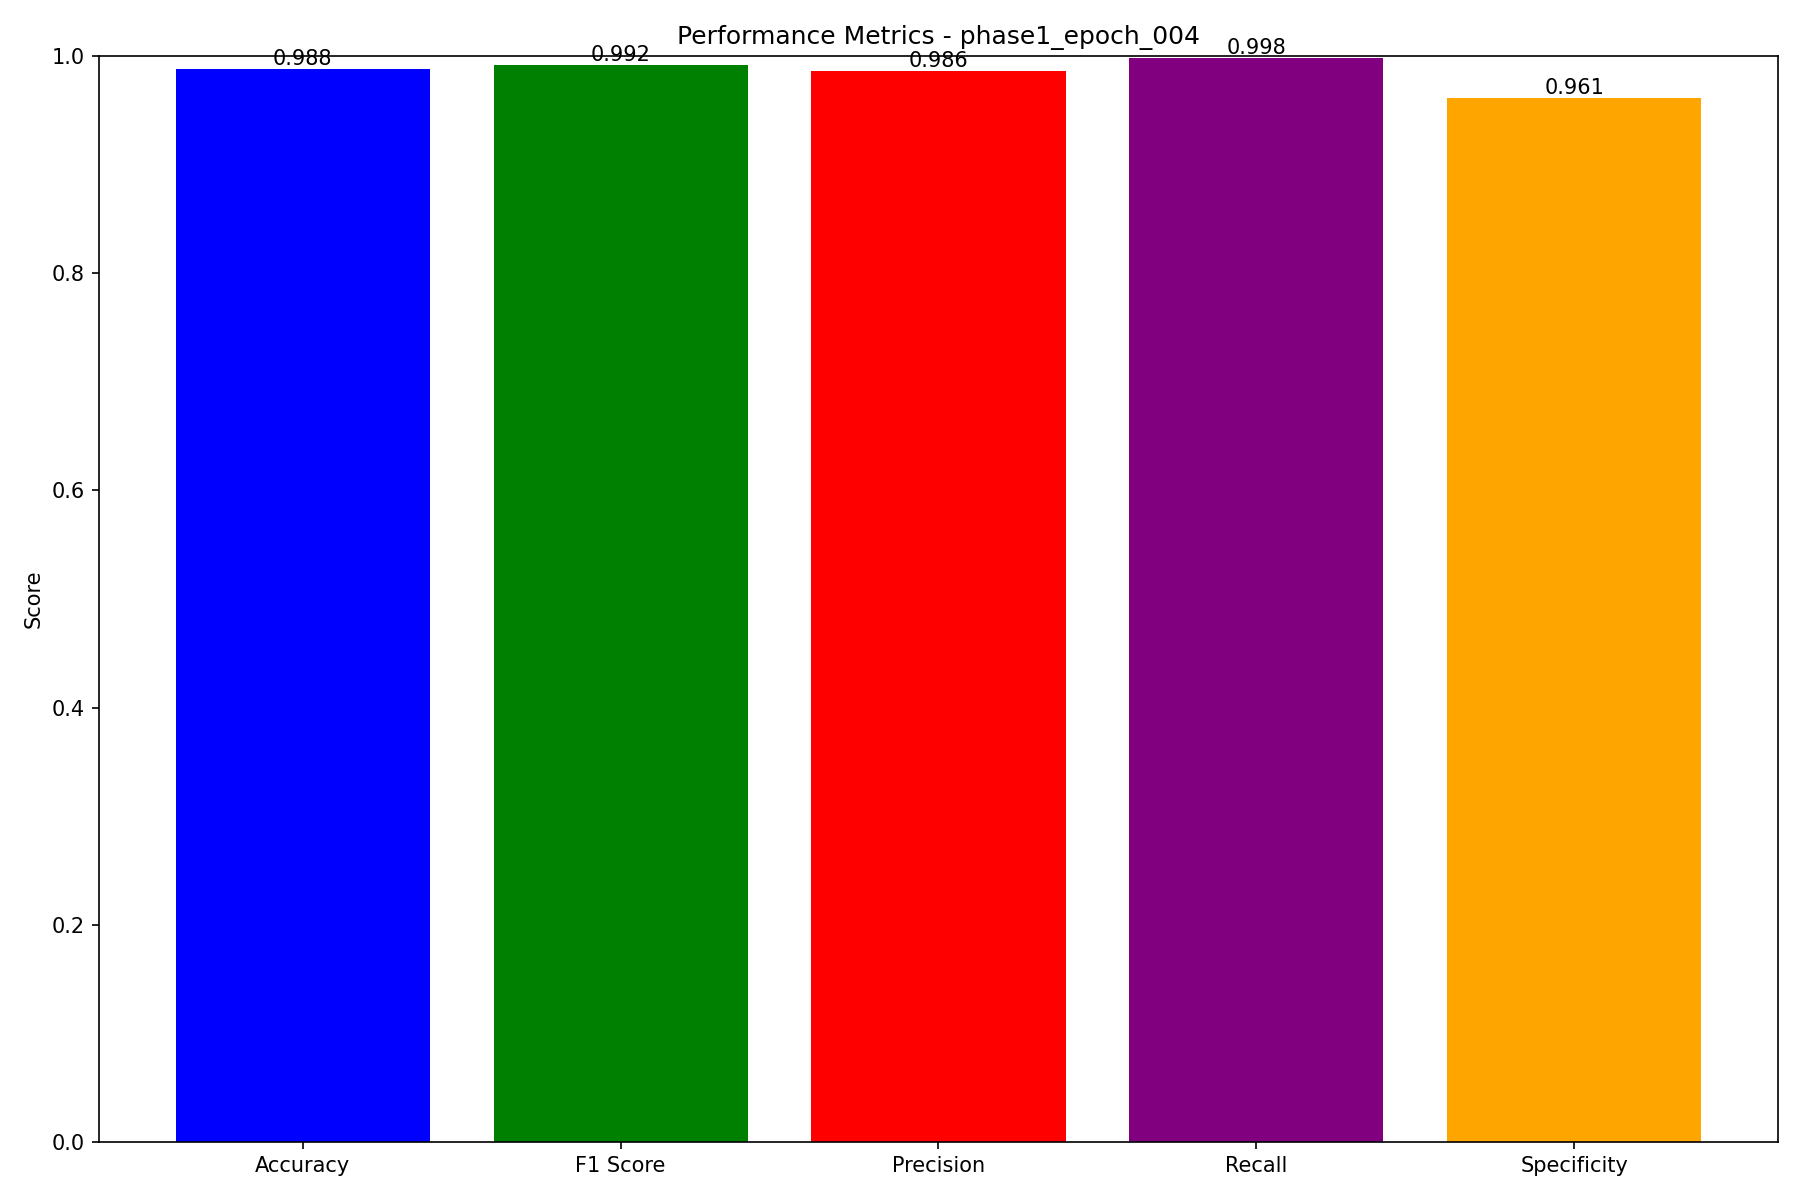 Performance Metrics - phase1_epoch_004
0.988
0.992
0.986
0.998
0.961
1.0
0.8
0.6
0.4
0.2
0.0
Score
Accuracy
F1 Score
Precision
Recall
Specificity